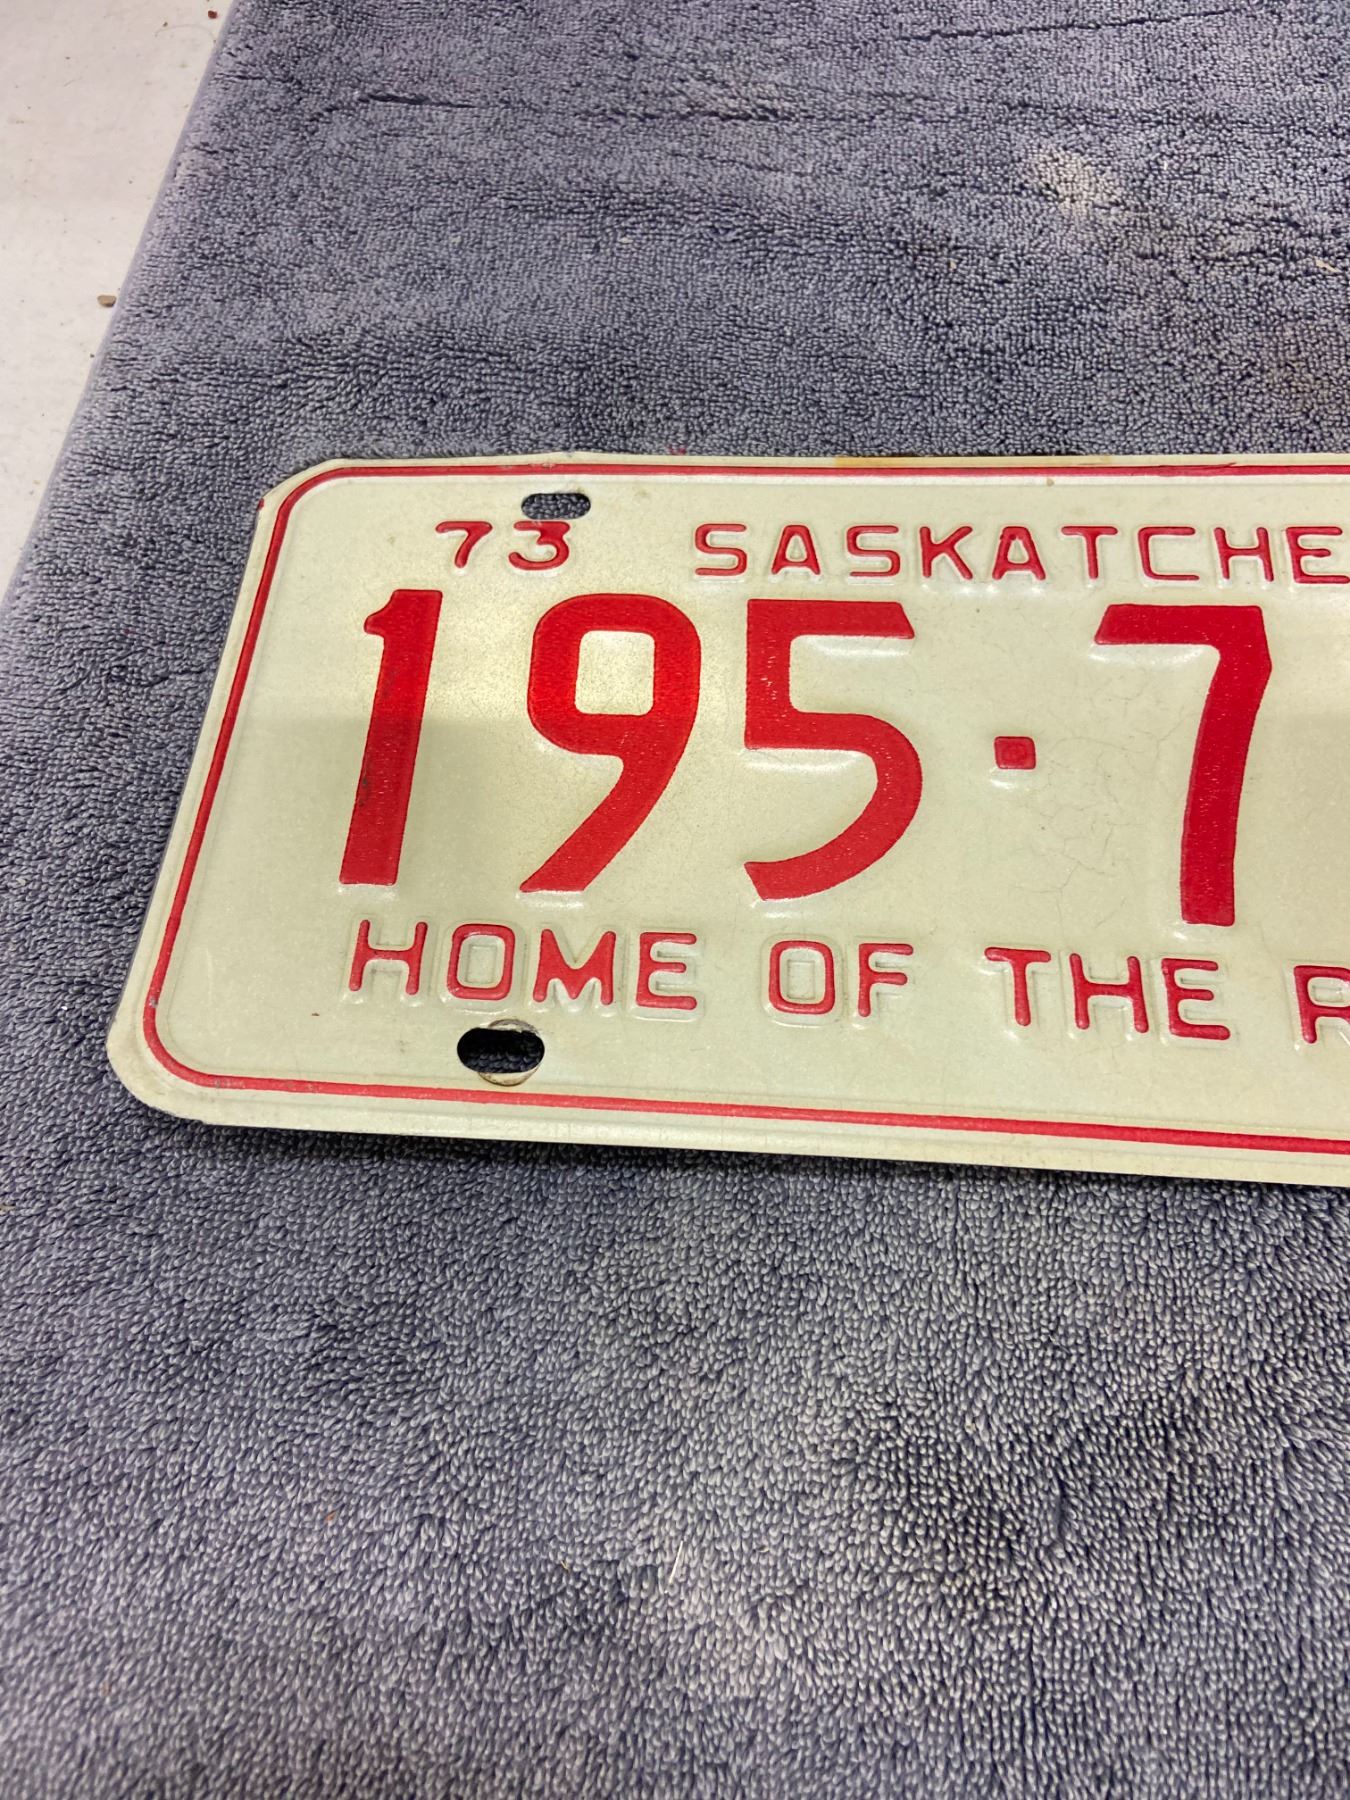 73 SASKATCHE
195·7
HOME OF THE R